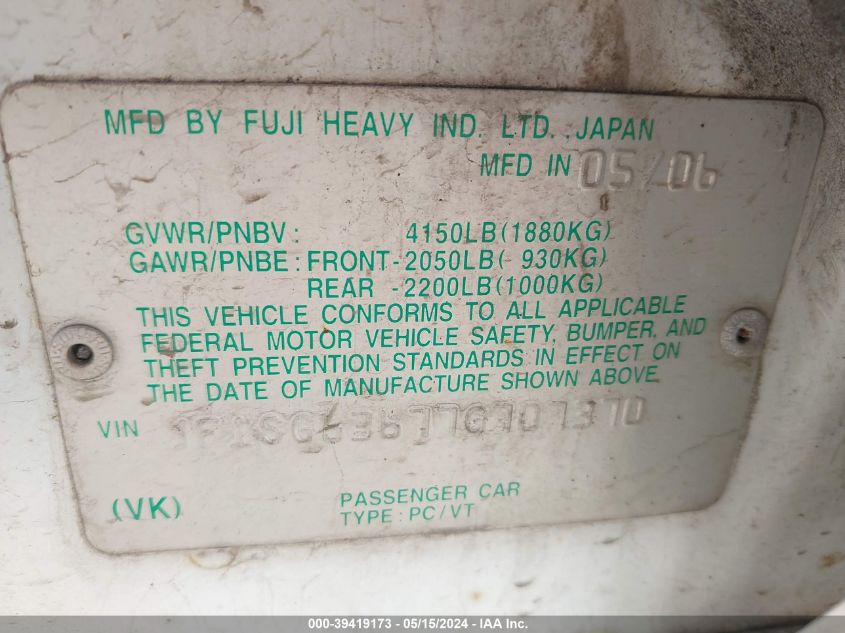 MFD BY FUJI HEAVY IND. LTD. JAPAN
MFD IN 05/06
GVWR/PNBV: 4150LB(1880KG)
GAWR/PNBE: FRONT-2050LB( 930KG)
REAR -2200LB(1000KG)
THIS VEHICLE CONFORMS TO ALL APPLICABLE
FEDERAL MOTOR VEHICLE SAFETY, BUMPER, AND
THEFT PREVENTION STANDARDS IN EFFECT ON
THE DATE OF MANUFACTURE SHOWN ABOVE.
VIN
(VK)
PASSENGER CAR
TYPE: PC/VT
000-39419173 - 05/15/2024 - IAA Inc.